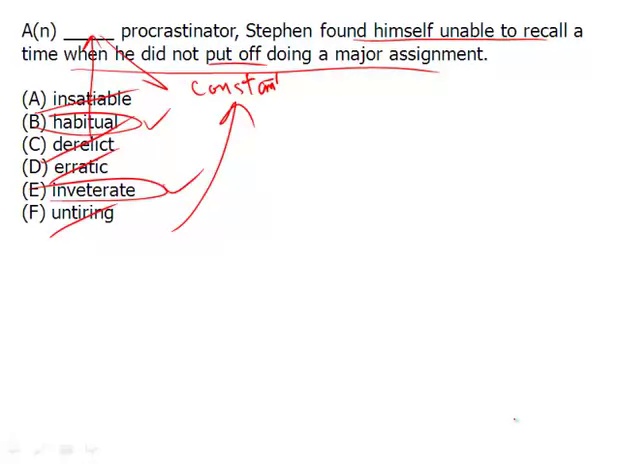 A(n) _____ procrastinator, Stephen found himself unable to recall a
time when he did not put off doing a major assignment.
constant
(A) insatiable
(B) habitual
(C) derelict
(D) erratic
(E) inveterate
(F) untiring